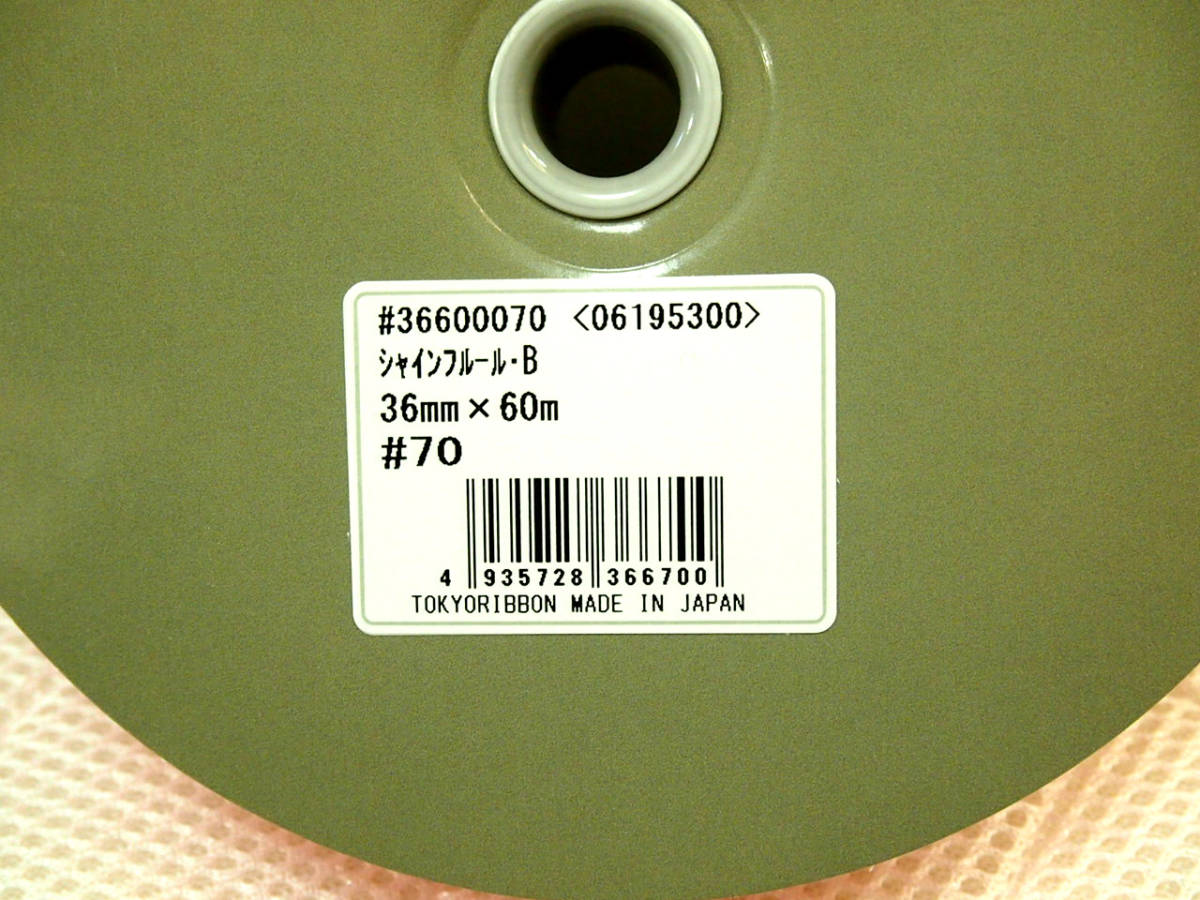 #36600070 <06195300>
ｼｬｲﾝﾌﾙｰﾙ･B
36mm×60m
#70
4 935728 366700
TOKYORIBBON MADE IN JAPAN